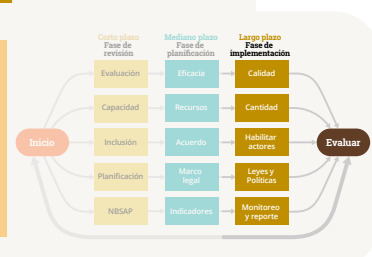 Corto plazo
Fase de
revisión
Mediano plazo
Fase de
planificación
Largo plazo
Fase de
implementación
Evaluación
Eficacia
Calidad
Capacidad
Recursos
Cantidad
Inicio
Inclusión
Acuerdo
Habilitar
actores
Evaluar
Planificación
Marco
legal
Leyes y
Políticas
NBSAP
Indicadores
Monitoreo
y reporte